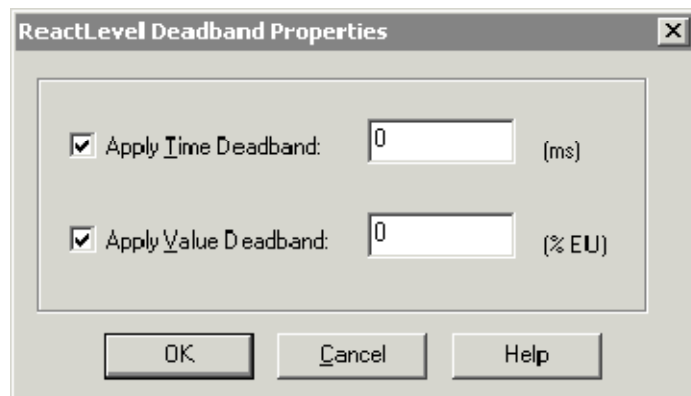 ReactLevel Deadband Properties
Apply Time Deadband: 0 (ms)
Apply Value Deadband: 0 (% EU)
OK Cancel Help